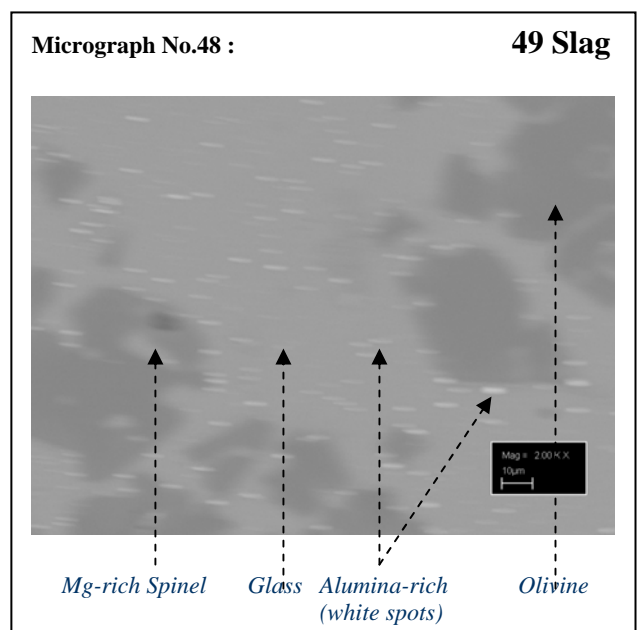 Micrograph No.48 : 49 Slag
Mag = 2.00 K X
10µm
Mg-rich Spinel Glass Alumina-rich Olivine
(white spots)